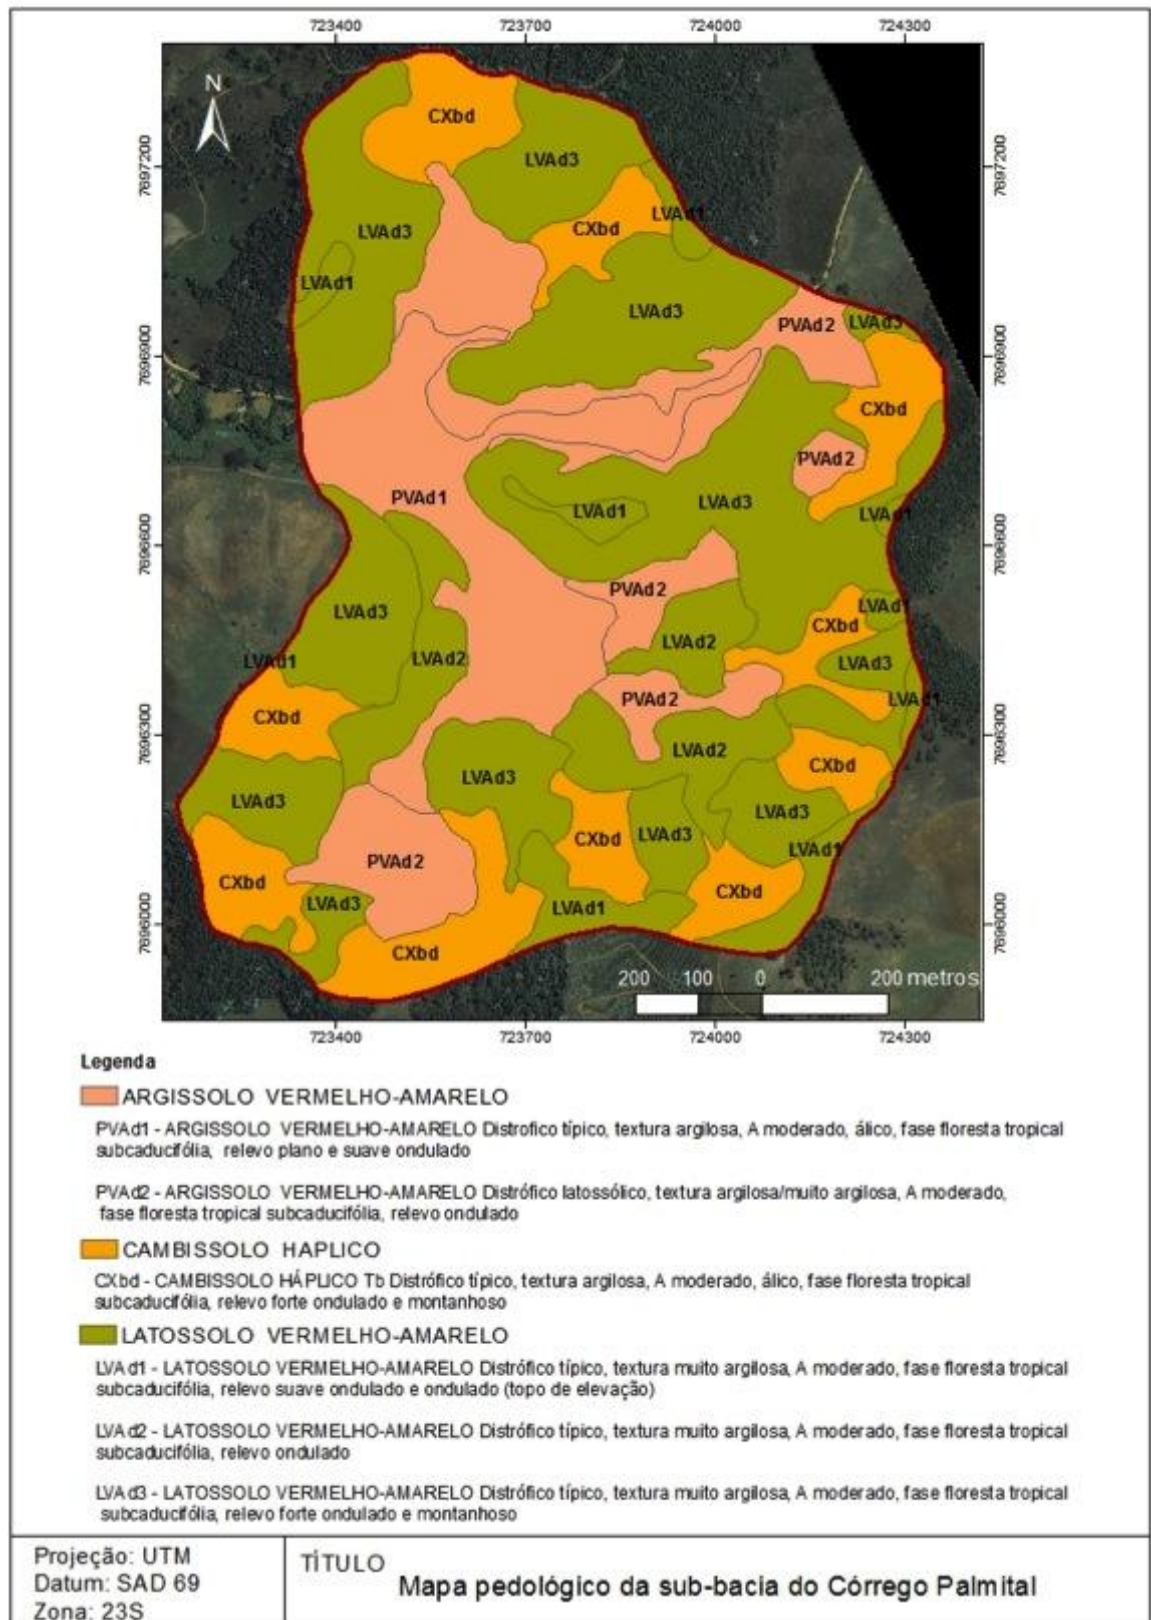 723400 723700 724000 724300
N
7697200 7697200
7696900 7696900
7696600 7696600
7696300 7696300
7696000 7696000
CXbd
LVAd3
LVAd3
CXbd
LVAd1
LVAd1
LVAd3
PVAd2
LVAd3
CXbd
PVAd2
PVAd1
LVAd1
LVAd3
LVAd1
PVAd2
LVAd3
LVAd1
CXbd
LVAd2
LVAd1
LVAd2
LVAd3
PVAd2
LVAd1
CXbd
LVAd2
LVAd3
CXbd
LVAd3
LVAd3
LVAd3
CXbd
LVAd1
PVAd2
CXbd
CXbd
LVAd3
LVAd1
CXbd
200 100 0 200 metros
723400 723700 724000 724300
Legenda
ARGISSOLO VERMELHO-AMARELO
PVAd1 - ARGISSOLO VERMELHO-AMARELO Distrofico típico, textura argilosa, A moderado, álico, fase floresta tropical
subcaducifólia, relevo plano e suave ondulado
PVAd2 - ARGISSOLO VERMELHO-AMARELO Distrófico latossólico, textura argilosa/muito argilosa, A moderado,
fase floresta tropical subcaducifólia, relevo ondulado
CAMBISSOLO HAPLICO
CXbd - CAMBISSOLO HÁPLICO Tb Distrófico típico, textura argilosa, A moderado, álico, fase floresta tropical
subcaducifólia, relevo forte ondulado e montanhoso
LATOSSOLO VERMELHO-AMARELO
LVAd1 - LATOSSOLO VERMELHO-AMARELO Distrófico típico, textura muito argilosa, A moderado, fase floresta tropical
subcaducifólia, relevo suave ondulado e ondulado (topo de elevação)
LVAd2 - LATOSSOLO VERMELHO-AMARELO Distrófico típico, textura muito argilosa, A moderado, fase floresta tropical
subcaducifólia, relevo ondulado
LVAd3 - LATOSSOLO VERMELHO-AMARELO Distrófico típico, textura muito argilosa, A moderado, fase floresta tropical
subcaducifólia, relevo forte ondulado e montanhoso
Projeção: UTM
Datum: SAD 69
Zona: 23S
TÍTULO
Mapa pedológico da sub-bacia do Córrego Palmital